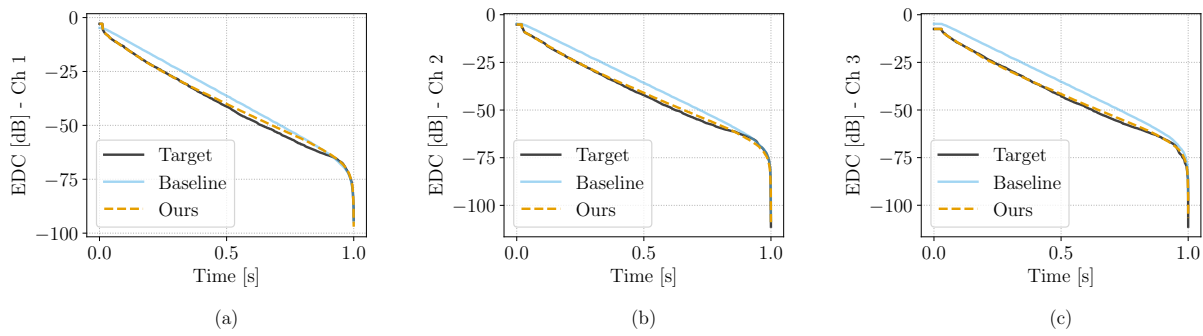 0
−25
−50
−75
−100
EDC [dB] - Ch 1
Target
Baseline
Ours
0.0
0.5
1.0
Time [s]
(a)
0
−25
−50
−75
−100
EDC [dB] - Ch 2
Target
Baseline
Ours
0.0
0.5
1.0
Time [s]
(b)
0
−25
−50
−75
−100
EDC [dB] - Ch 3
Target
Baseline
Ours
0.0
0.5
1.0
Time [s]
(c)